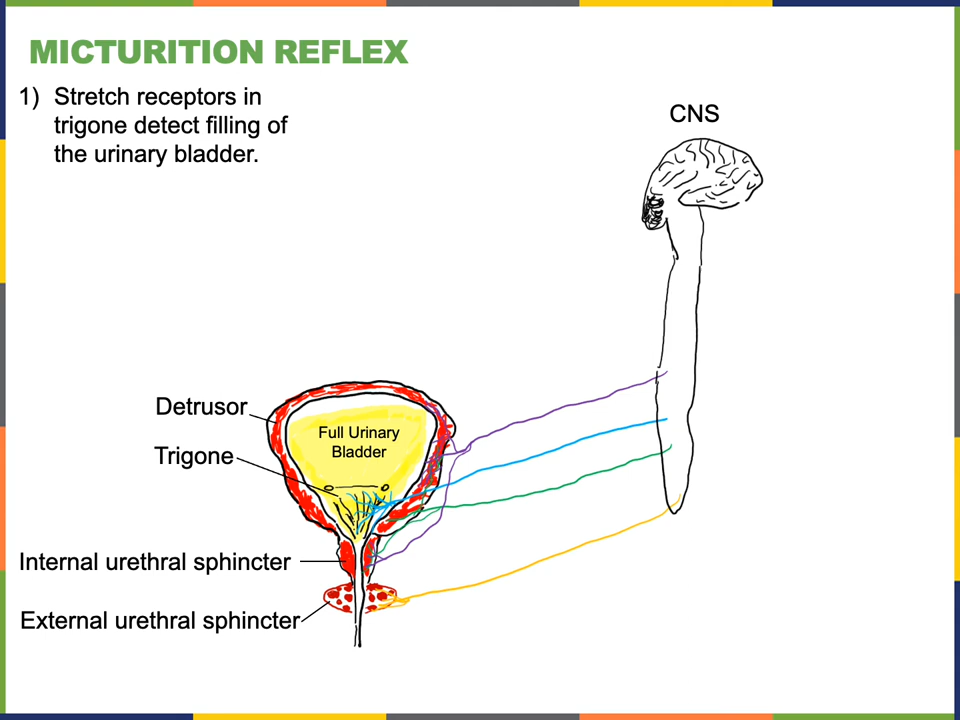 MICTURITION REFLEX
1) Stretch receptors in
trigone detect filling of
the urinary bladder.
CNS
Detrusor
Full Urinary
Bladder
Trigone
Internal urethral sphincter
External urethral sphincter